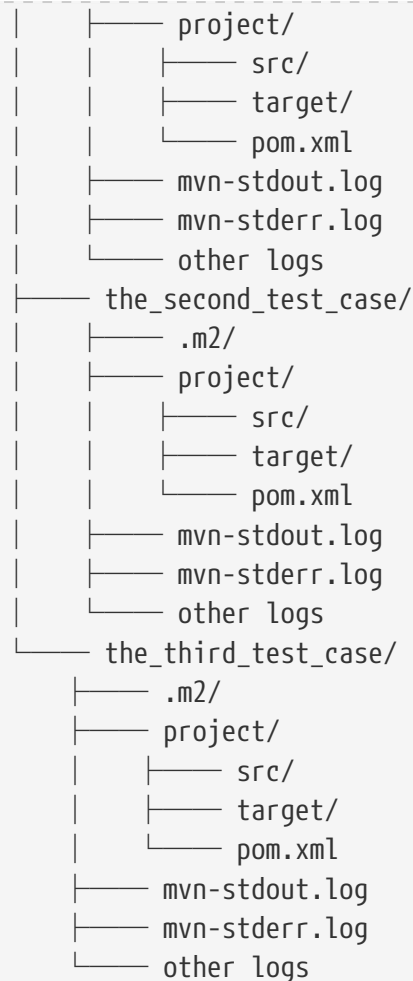 │   ├── project/
│   │   ├── src/
│   │   ├── target/
│   │   └── pom.xml
│   ├── mvn-stdout.log
│   ├── mvn-stderr.log
│   └── other logs
├── the_second_test_case/
│   ├── .m2/
│   ├── project/
│   │   ├── src/
│   │   ├── target/
│   │   └── pom.xml
│   ├── mvn-stdout.log
│   ├── mvn-stderr.log
│   └── other logs
└── the_third_test_case/
    ├── .m2/
    ├── project/
    │   ├── src/
    │   ├── target/
    │   └── pom.xml
    ├── mvn-stdout.log
    ├── mvn-stderr.log
    └── other logs